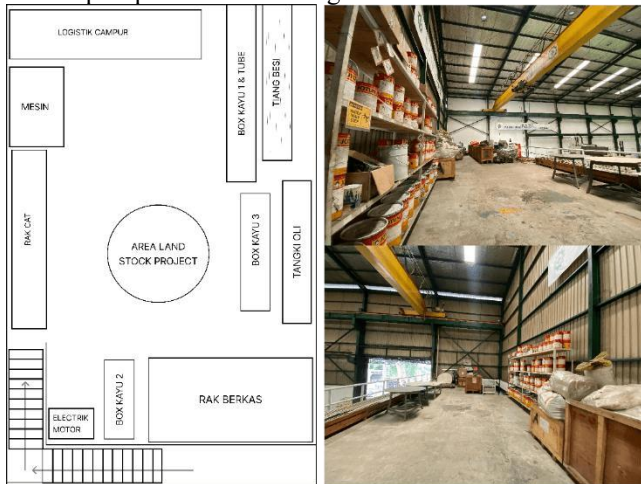 LOGISTIK CAMPUR
MESIN
BOX KAYU 1 & TUBE
TIANG BESI
RAK CAT
AREA LAND
STOCK PROJECT
BOX KAYU 3
TANGKI OLI
BOX KAYU 2
RAK BERKAS
ELECTRIK
MOTOR